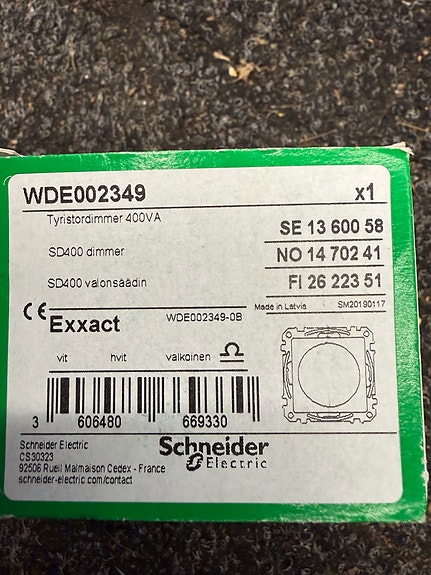 WDE002349 x1
Tyristordimmer 400VA
SE 13 600 58
SD400 dimmer
NO 14 702 41
SD400 valonsäädin
FI 26 223 51
CE Exxact WDE002349-0B
Made in Latvia SM20190117
vit hvit valkoinen
3 606480 669330
Schneider Electric
CS30323
92506 Rueil Malmaison Cedex - France
schneider-electric.com/contact
Schneider
Electric